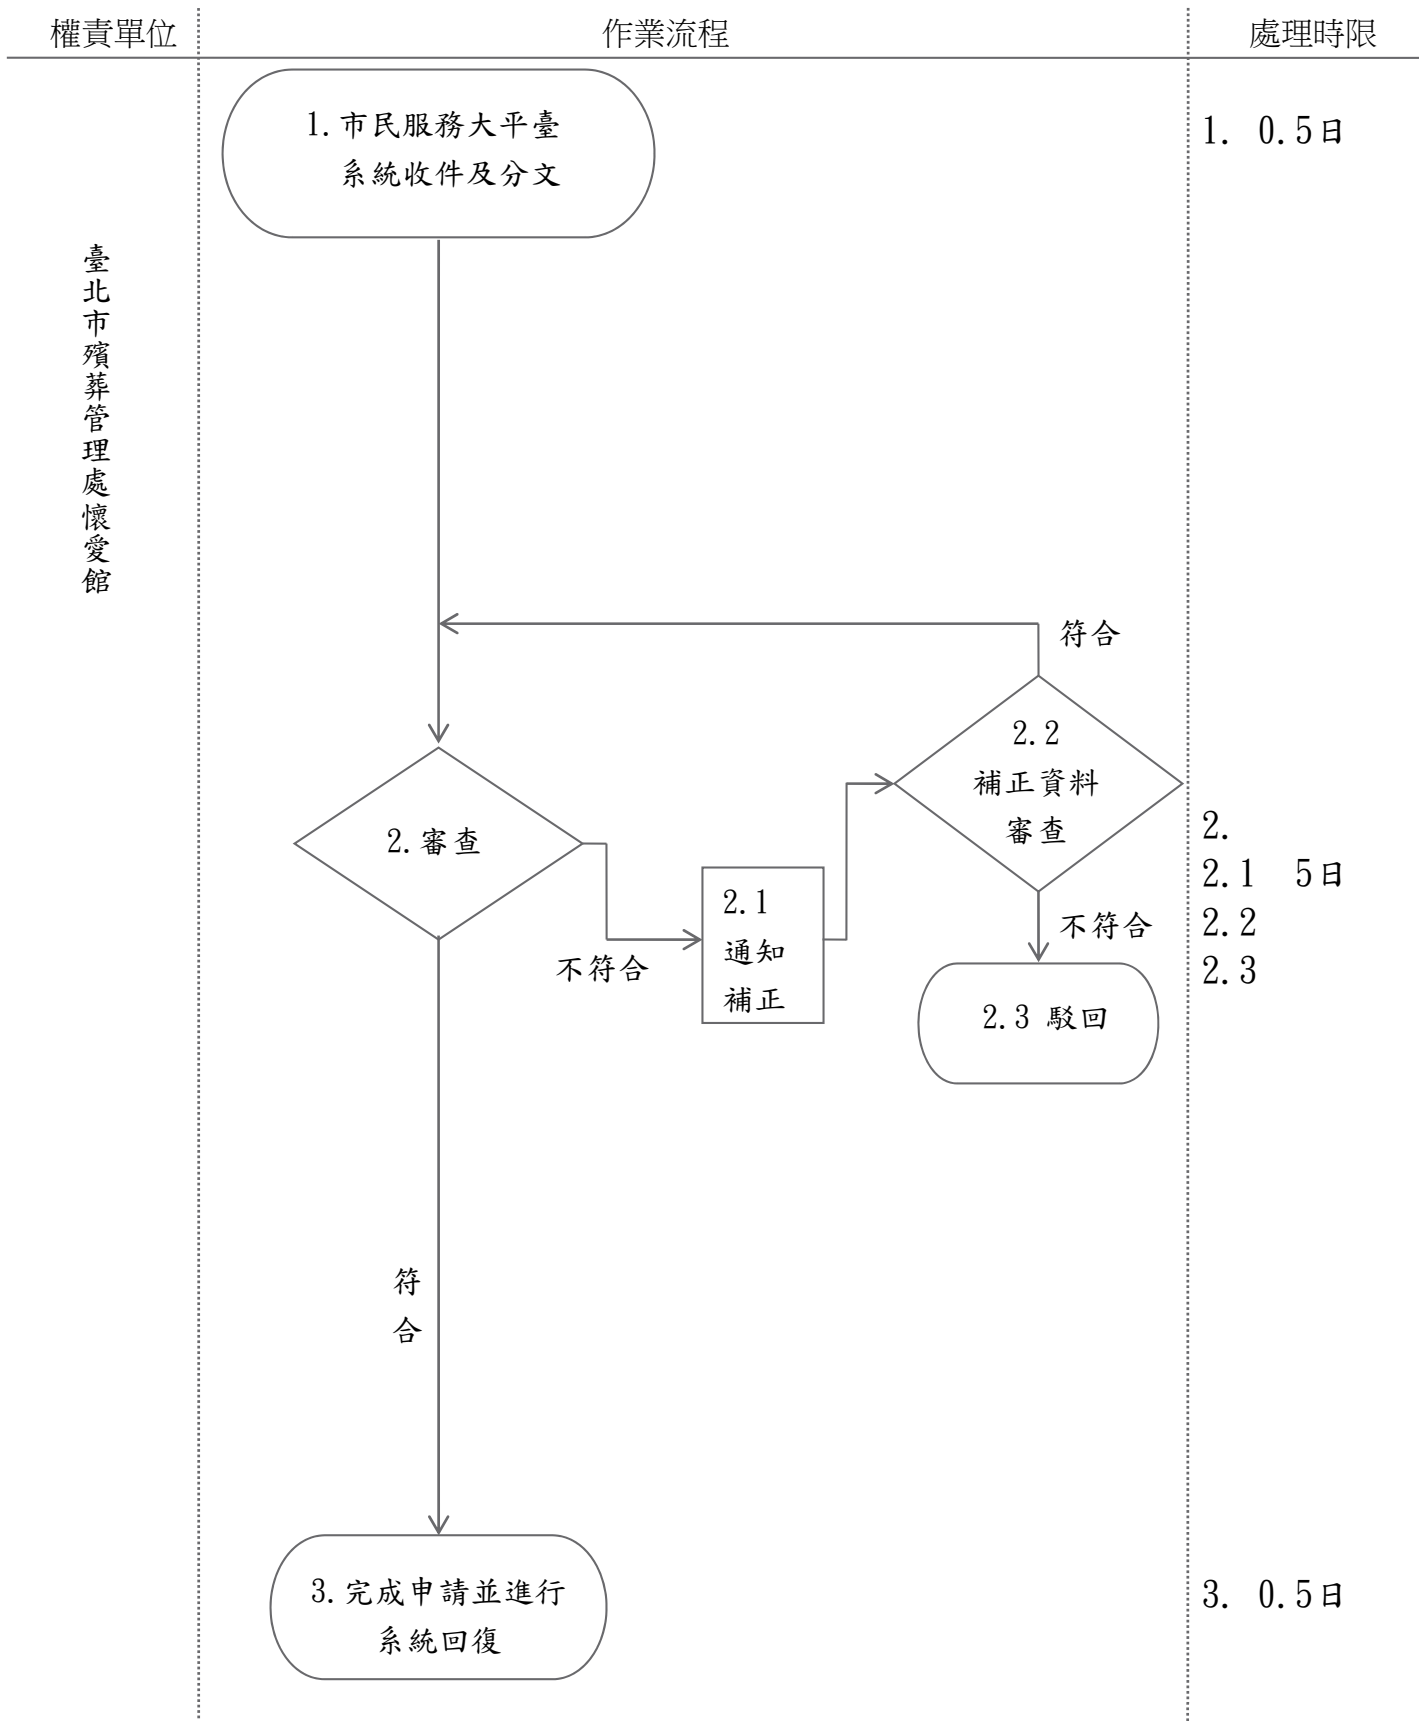 權責單位
作業流程
處理時限
1.市民服務大平臺
系統收件及分文
1. 0.5日
臺北市殯葬管理處懷愛館
符合
2.2
補正資料
審查
2.審查
2.
2.1 5日
2.2
2.3
2.1
通知
補正
不符合
不符合
2.3 駁回
符
合
3.完成申請並進行
系統回復
3. 0.5日